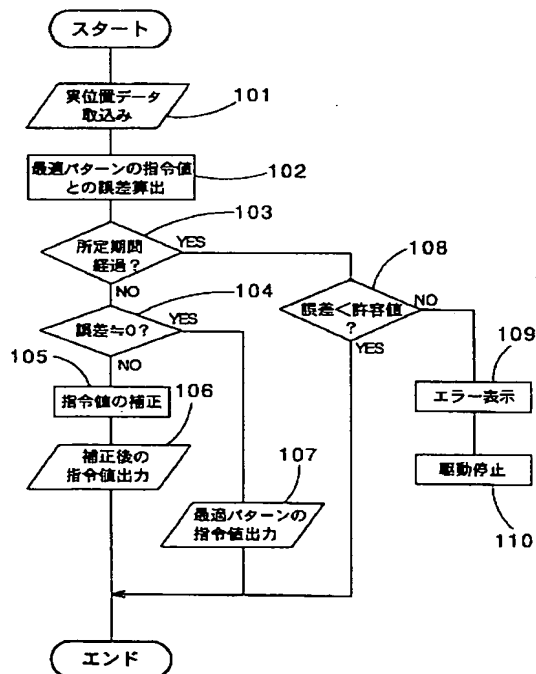 スタート
実位置データ
取込み
101
最適パターンの指令値
との誤差算出
102
103
所定期間
経過?
YES
NO
104
誤差≒0?
YES
NO
105
指令値の補正
106
補正後の
指令値出力
107
最適パターンの
指令値出力
108
誤差<許容値
?
NO
YES
109
エラー表示
駆動停止
110
エンド